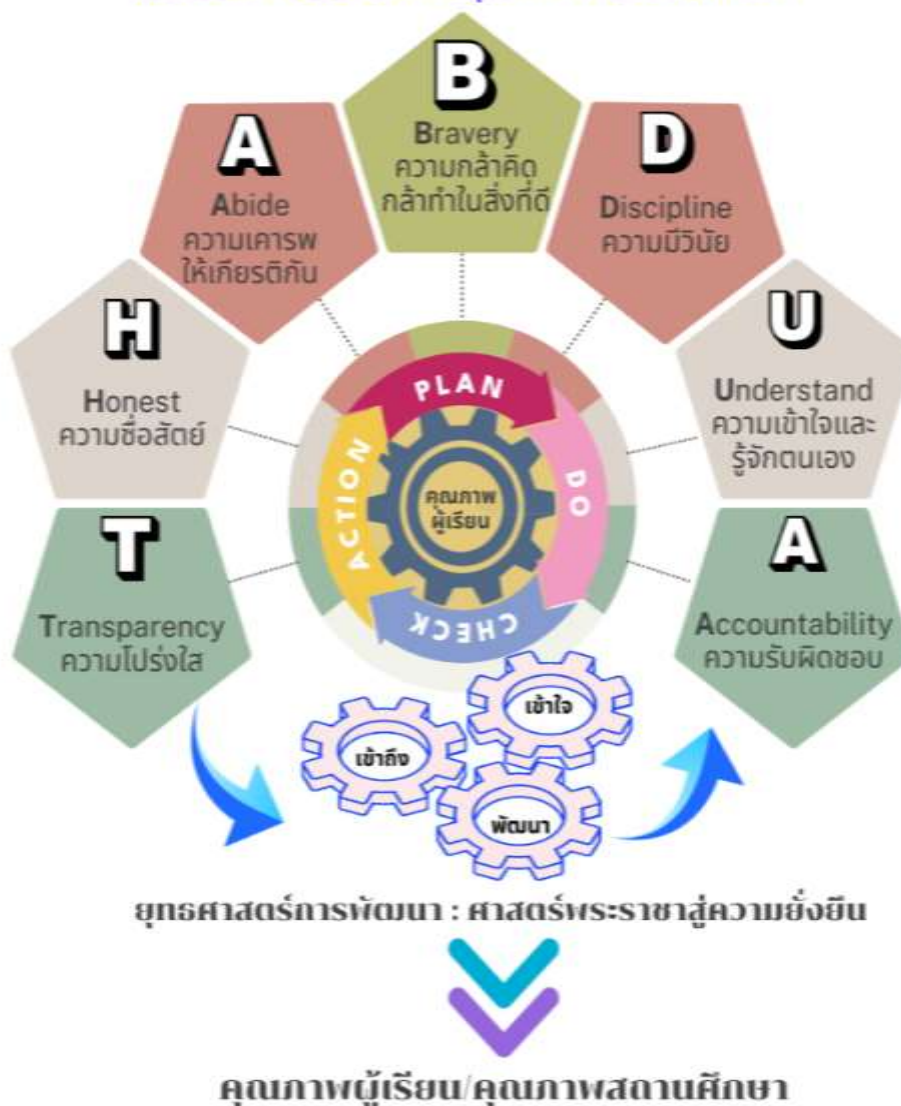 T
Transparency
ความโปร่งใส
H
Honest
ความซื่อสัตย์
A
Abide
ความเคารพ
ให้เกียรติกัน
B
Bravery
ความกล้าคิด
กล้าทำในสิ่งที่ดี
D
Discipline
ความมีวินัย
U
Understand
ความเข้าใจและ
รู้จักตนเอง
A
Accountability
ความรับผิดชอบ
PLAN
DO
CHECK
ACTION
คุณภาพ
ผู้เรียน
เข้าถึง
เข้าใจ
พัฒนา
ยุทธศาสตร์การพัฒนา : ศาสตร์พระราชาสู่ความยั่งยืน
คุณภาพผู้เรียน/คุณภาพสถานศึกษา